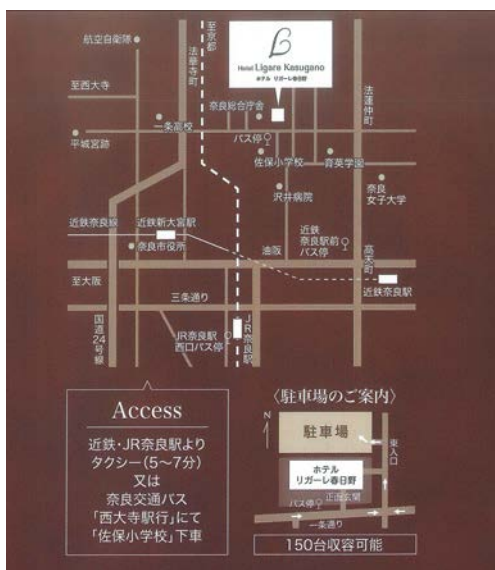 航空自衛隊
至京都
法華寺町
Hotel Ligare Kasugano
ホテル リガーレ春日野
法蓮仲町
至西大寺
奈良総合庁舎
一条高校
バス停
平城宮跡
佐保小学校
育英学園
沢井病院
奈良
女子大学
近鉄奈良線
近鉄新大宮駅
近鉄
奈良駅前
バス停
奈良市役所
油阪
高天町
至大阪
近鉄奈良駅
三条通り
国道24号線
JR奈良駅
西口バス停
JR奈良駅
Access
近鉄・JR奈良駅より
タクシー(5〜7分)
又は
奈良交通バス
「西大寺駅行」にて
「佐保小学校」下車
〈駐車場のご案内〉
N
駐車場
東入口
ホテル
リガーレ春日野
正面玄関
バス停
一条通り
150台収容可能